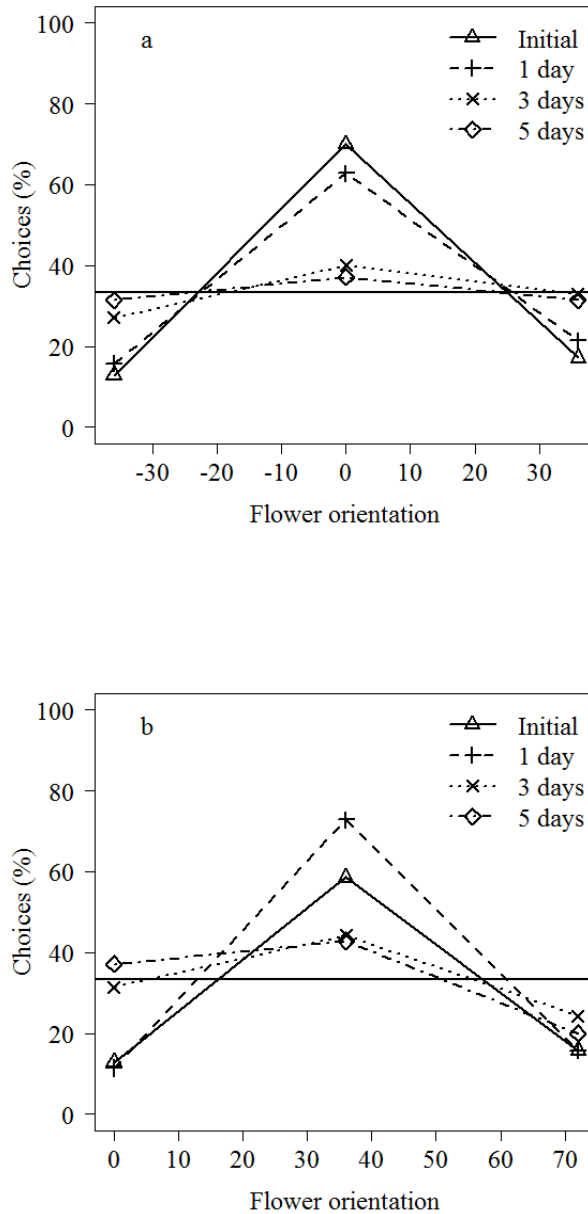 a
Initial
1 day
3 days
5 days
100
80
60
40
20
0
Choices (%)
-30 -20 -10 0 10 20 30
Flower orientation
b
Initial
1 day
3 days
5 days
100
80
60
40
20
0
Choices (%)
0 10 20 30 40 50 60 70
Flower orientation